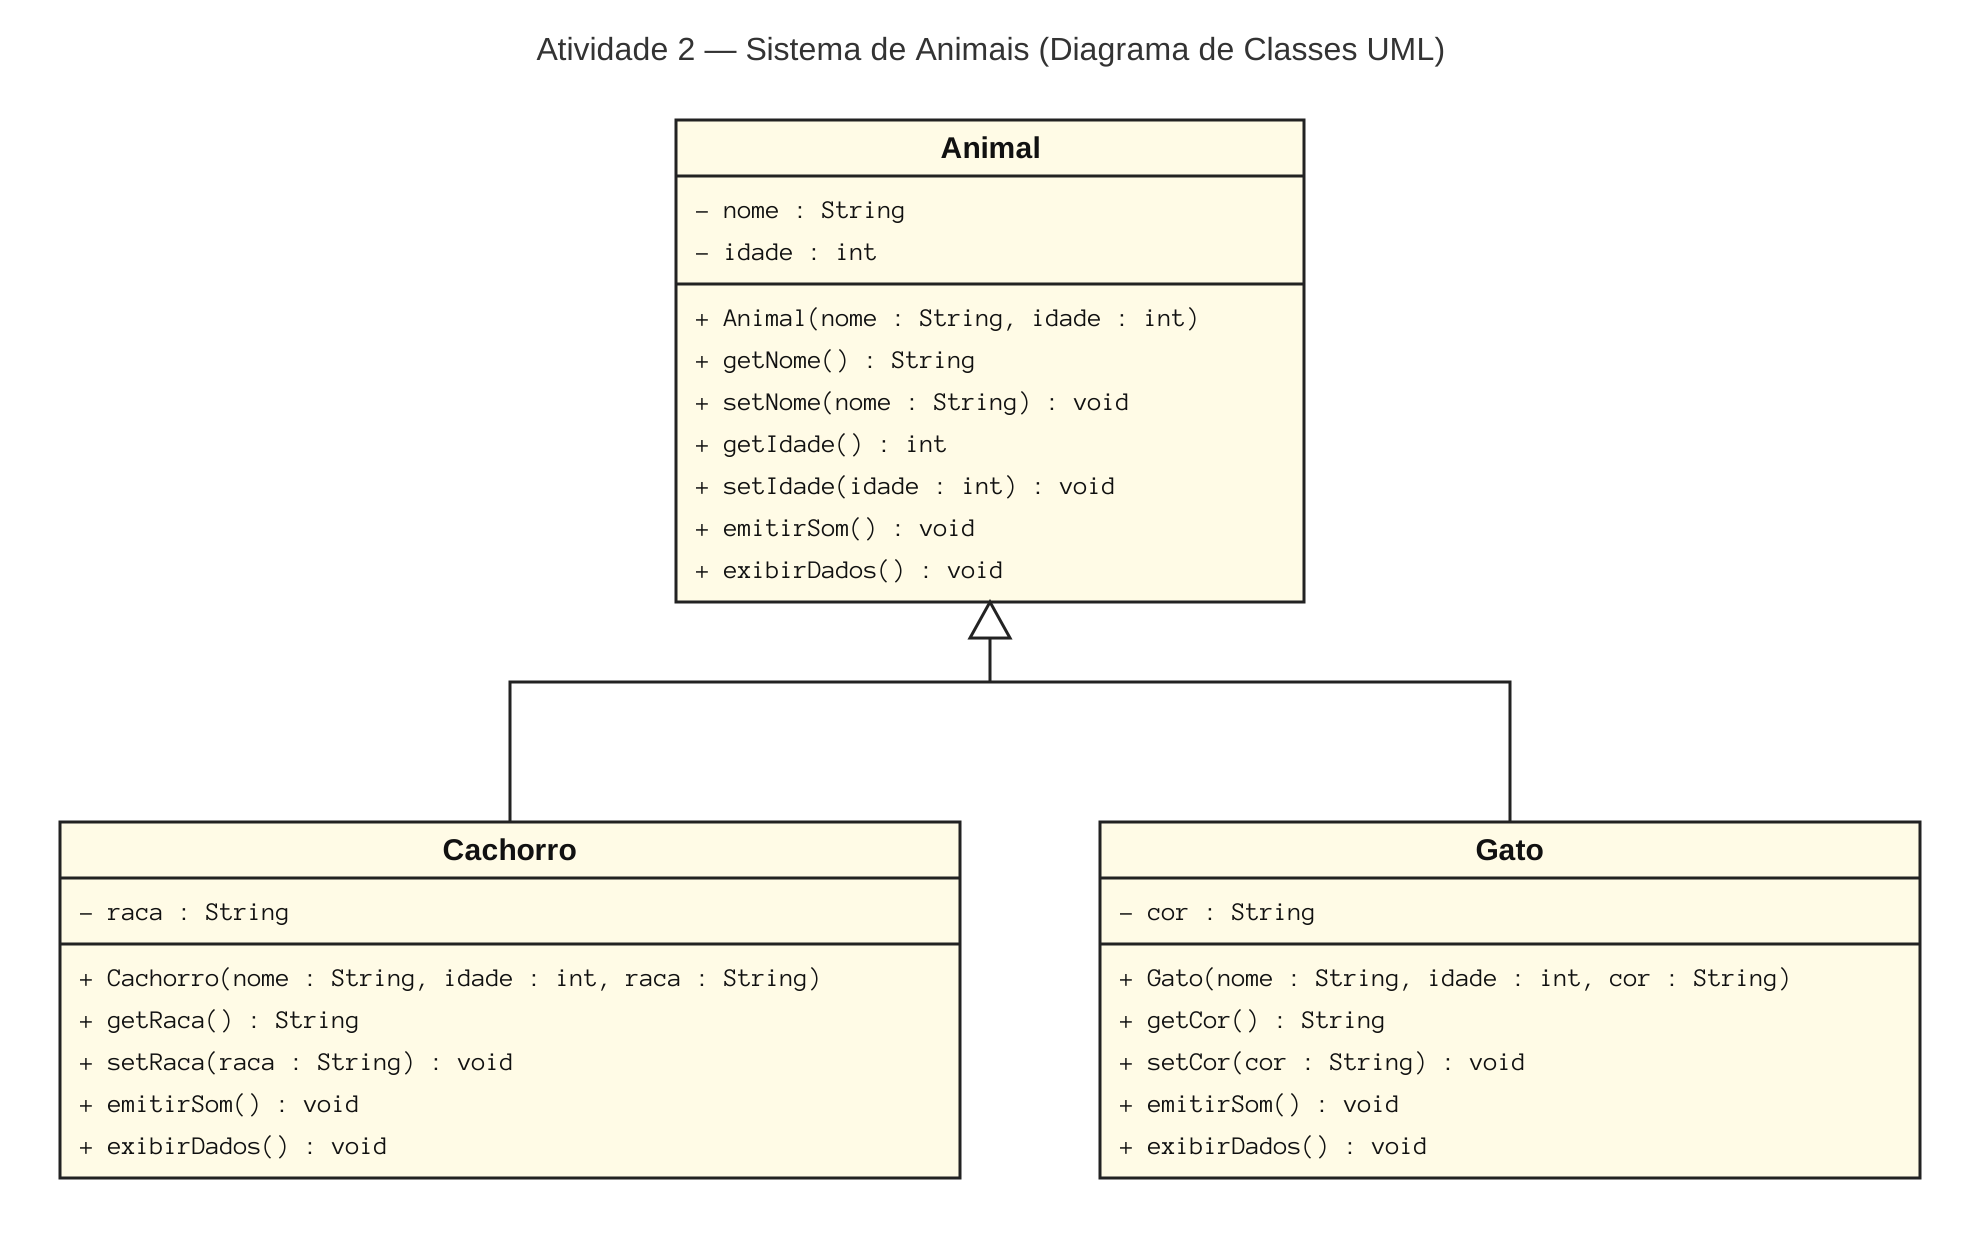 Atividade 2 — Sistema de Animais (Diagrama de Classes UML)
Animal
– nome : String
– idade : int
+ Animal(nome : String, idade : int)
+ getNome() : String
+ setNome(nome : String) : void
+ getIdade() : int
+ setIdade(idade : int) : void
+ emitirSom() : void
+ exibirDados() : void
Cachorro
– raca : String
+ Cachorro(nome : String, idade : int, raca : String)
+ getRaca() : String
+ setRaca(raca : String) : void
+ emitirSom() : void
+ exibirDados() : void
Gato
– cor : String
+ Gato(nome : String, idade : int, cor : String)
+ getCor() : String
+ setCor(cor : String) : void
+ emitirSom() : void
+ exibirDados() : void